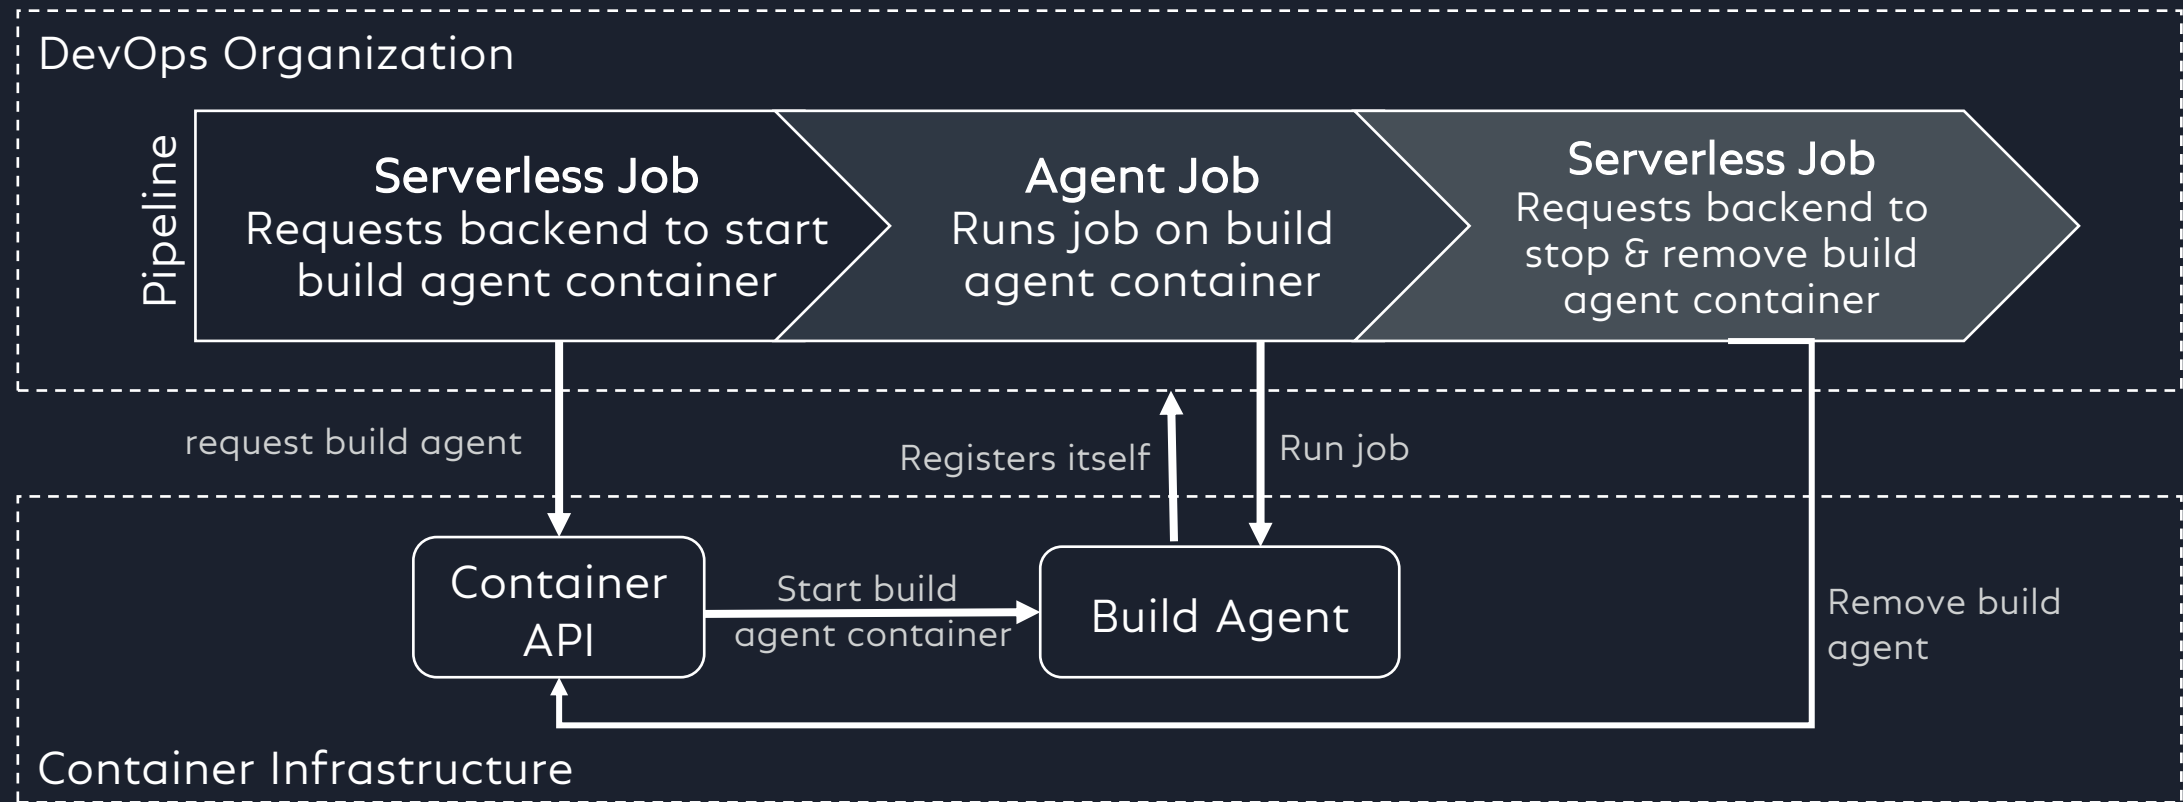 DevOps Organization
Pipeline
Serverless Job
Requests backend to start
build agent container
Agent Job
Runs job on build
agent container
Serverless Job
Requests backend to
stop & remove build
agent container
request build agent
Registers itself
Run job
Container
API
Start build
agent container
Build Agent
Remove build
agent
Container Infrastructure